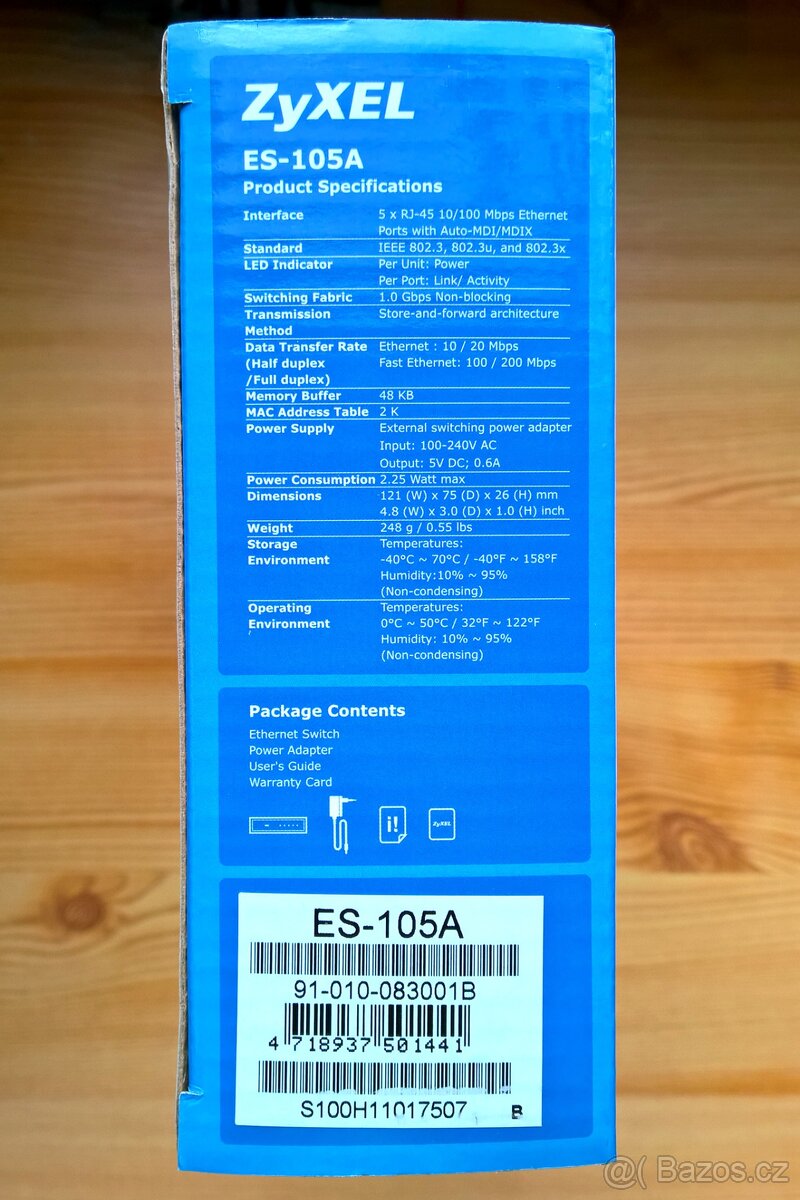 ZyXEL
ES-105A
Product Specifications
Interface 5 x RJ-45 10/100 Mbps Ethernet
Ports with Auto-MDI/MDIX
Standard IEEE 802.3, 802.3u, and 802.3x
LED Indicator Per Unit: Power
Per Port: Link/ Activity
Switching Fabric 1.0 Gbps Non-blocking
Transmission Store-and-forward architecture
Method
Data Transfer Rate Ethernet : 10 / 20 Mbps
(Half duplex Fast Ethernet: 100 / 200 Mbps
/Full duplex)
Memory Buffer 48 KB
MAC Address Table 2 K
Power Supply External switching power adapter
Input: 100-240V AC
Output: 5V DC; 0.6A
Power Consumption 2.25 Watt max
Dimensions 121 (W) x 75 (D) x 26 (H) mm
4.8 (W) x 3.0 (D) x 1.0 (H) inch
Weight 248 g / 0.55 lbs
Storage Temperatures:
Environment -40°C ~ 70°C / -40°F ~ 158°F
Humidity:10% ~ 95%
(Non-condensing)
Operating Temperatures:
Environment 0°C ~ 50°C / 32°F ~ 122°F
Humidity: 10% ~ 95%
(Non-condensing)
Package Contents
Ethernet Switch
Power Adapter
User's Guide
Warranty Card
i! ZyXEL
ES-105A
91-010-083001B
4 718937 501441
S100H11017507 B
@( Bazos.cz